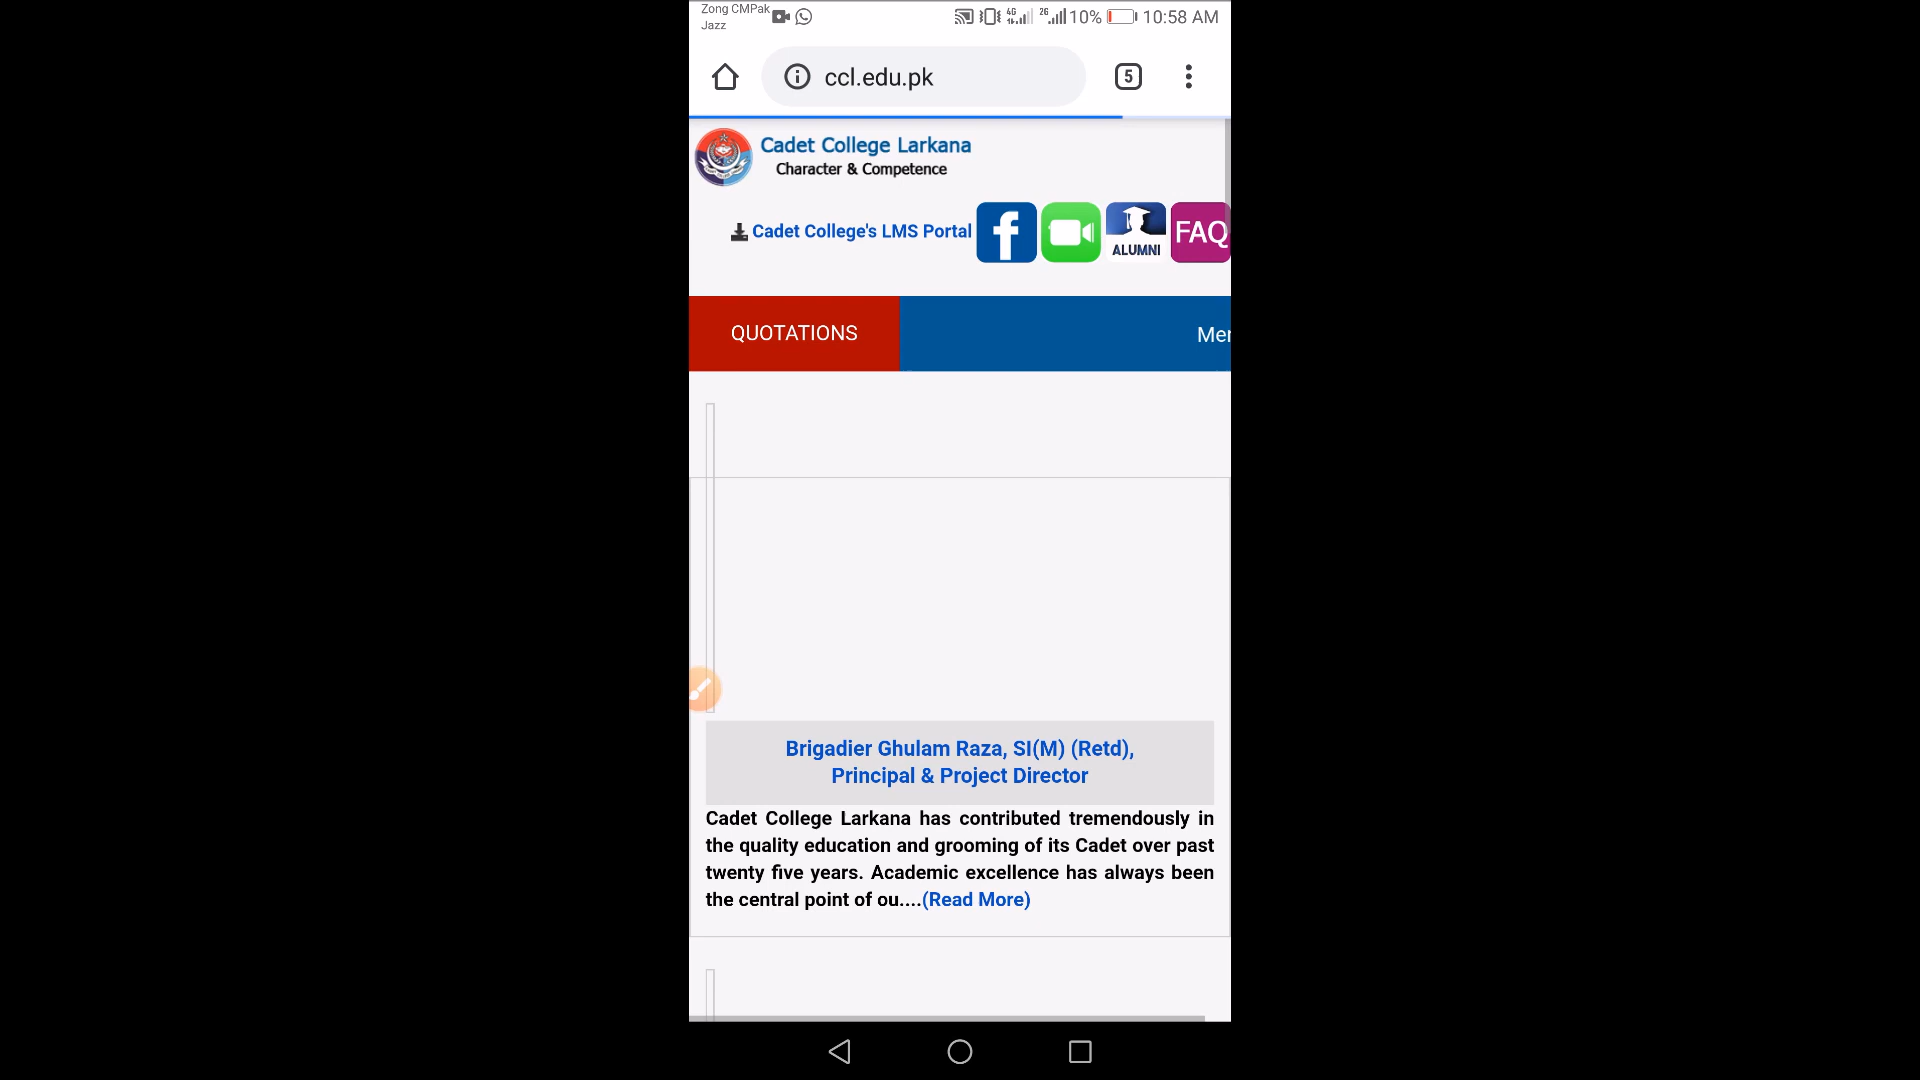 Zong CMPak
Jazz
4G
2G
10%
10:58 AM
ccl.edu.pk
5
Cadet College Larkana
Character & Competence
Cadet College's LMS Portal
ALUMNI
FAQ
QUOTATIONS
Mer
Brigadier Ghulam Raza, SI(M) (Retd),
Principal & Project Director
Cadet College Larkana has contributed tremendously in
the quality education and grooming of its Cadet over past
twenty five years. Academic excellence has always been
the central point of ou....(Read More)